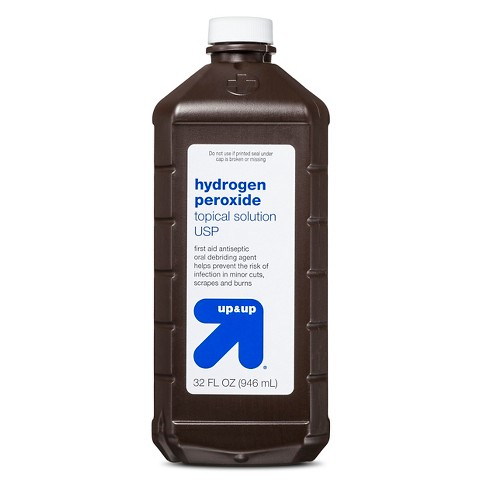 Do not use if printed seal under
cap is broken or missing.
hydrogen
peroxide
topical solution
USP
first aid antiseptic
oral debriding agent
helps prevent the risk of
infection in minor cuts,
scrapes and burns
up&up
®
32 FL OZ (946 mL)